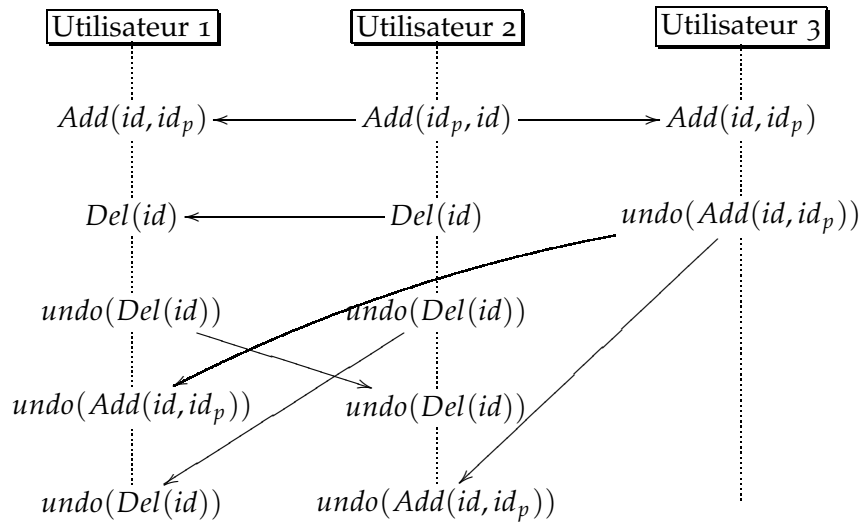 Utilisateur 1 Utilisateur 2 Utilisateur 3
Add(id, id_p) Add(id_p, id) Add(id, id_p)
Del(id) Del(id) undo(Add(id, id_p))
undo(Del(id)) undo(Del(id))
undo(Add(id, id_p)) undo(Del(id))
undo(Del(id)) undo(Add(id, id_p))